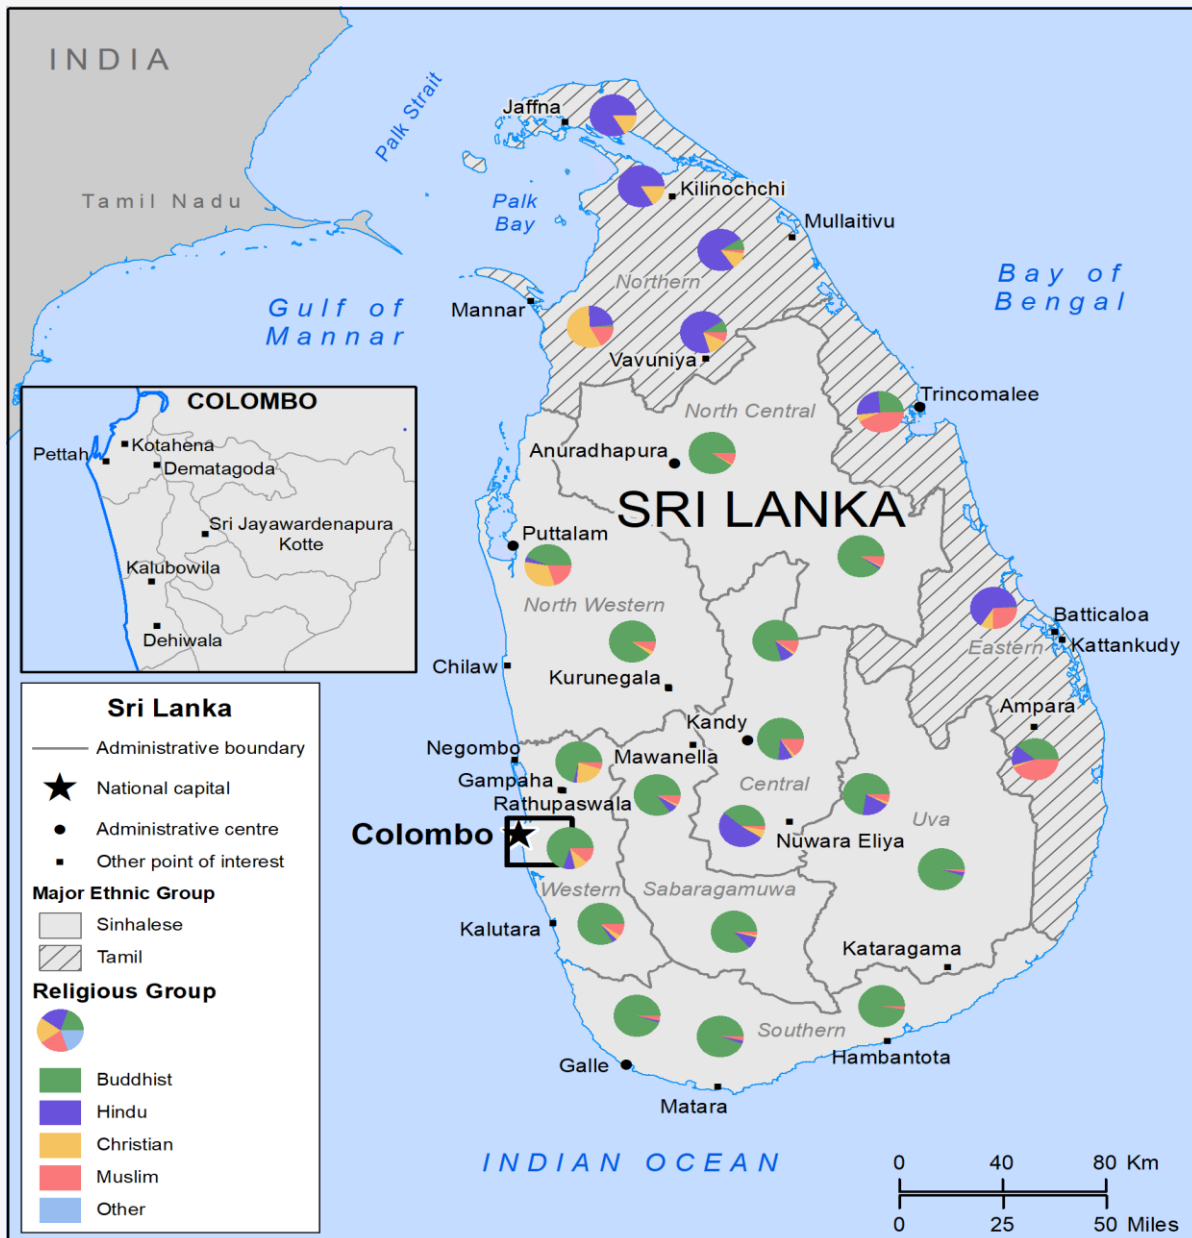 INDIA
Tamil Nadu
Palk Strait
Palk
Bay
Gulf of
Mannar
Bay of
Bengal
Jaffna
Kilinochchi
Mullaitivu
Northern
Mannar
Vavuniya
North Central
Trincomalee
Anuradhapura
SRI LANKA
Puttalam
North Western
Batticaloa
Kattankudy
Eastern
Chilaw
Kurunegala
Ampara
Kandy
Negombo
Mawanella
Gampaha
Central
Rathupaswala
Colombo
Nuwara Eliya
Uva
Western
Sabaragamuwa
Kalutara
Kataragama
Southern
Hambantota
Galle
Matara
INDIAN OCEAN
COLOMBO
Kotahena
Pettah
Dematagoda
Sri Jayawardenapura
Kotte
Kalubowila
Dehiwala
Sri Lanka
Administrative boundary
National capital
Administrative centre
Other point of interest
Major Ethnic Group
Sinhalese
Tamil
Religious Group
Buddhist
Hindu
Christian
Muslim
Other
0 40 80 Km
0 25 50 Miles